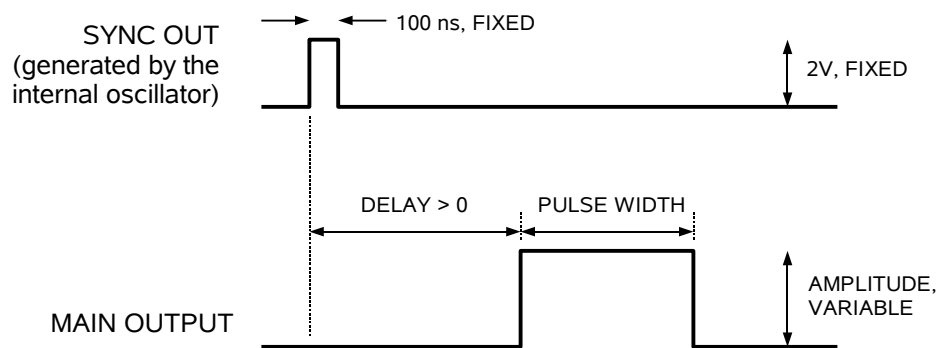 100 ns, FIXED
SYNC OUT
(generated by the
internal oscillator)
2V, FIXED
DELAY > 0
PULSE WIDTH
AMPLITUDE,
VARIABLE
MAIN OUTPUT